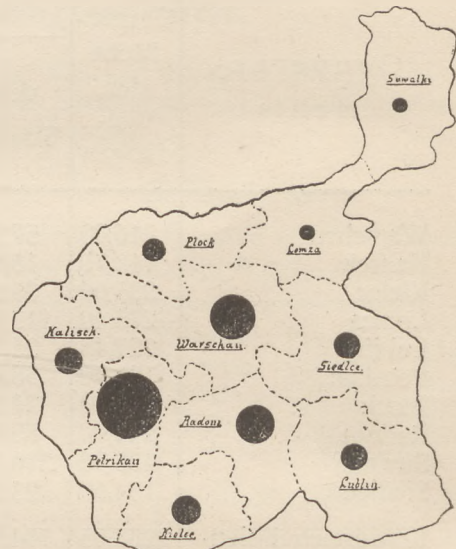 Suwalki
Plock
Lomza
Warschau.
Kalisch.
Siedlce.
Radom
Petrikau
Lublin.
Kielce.